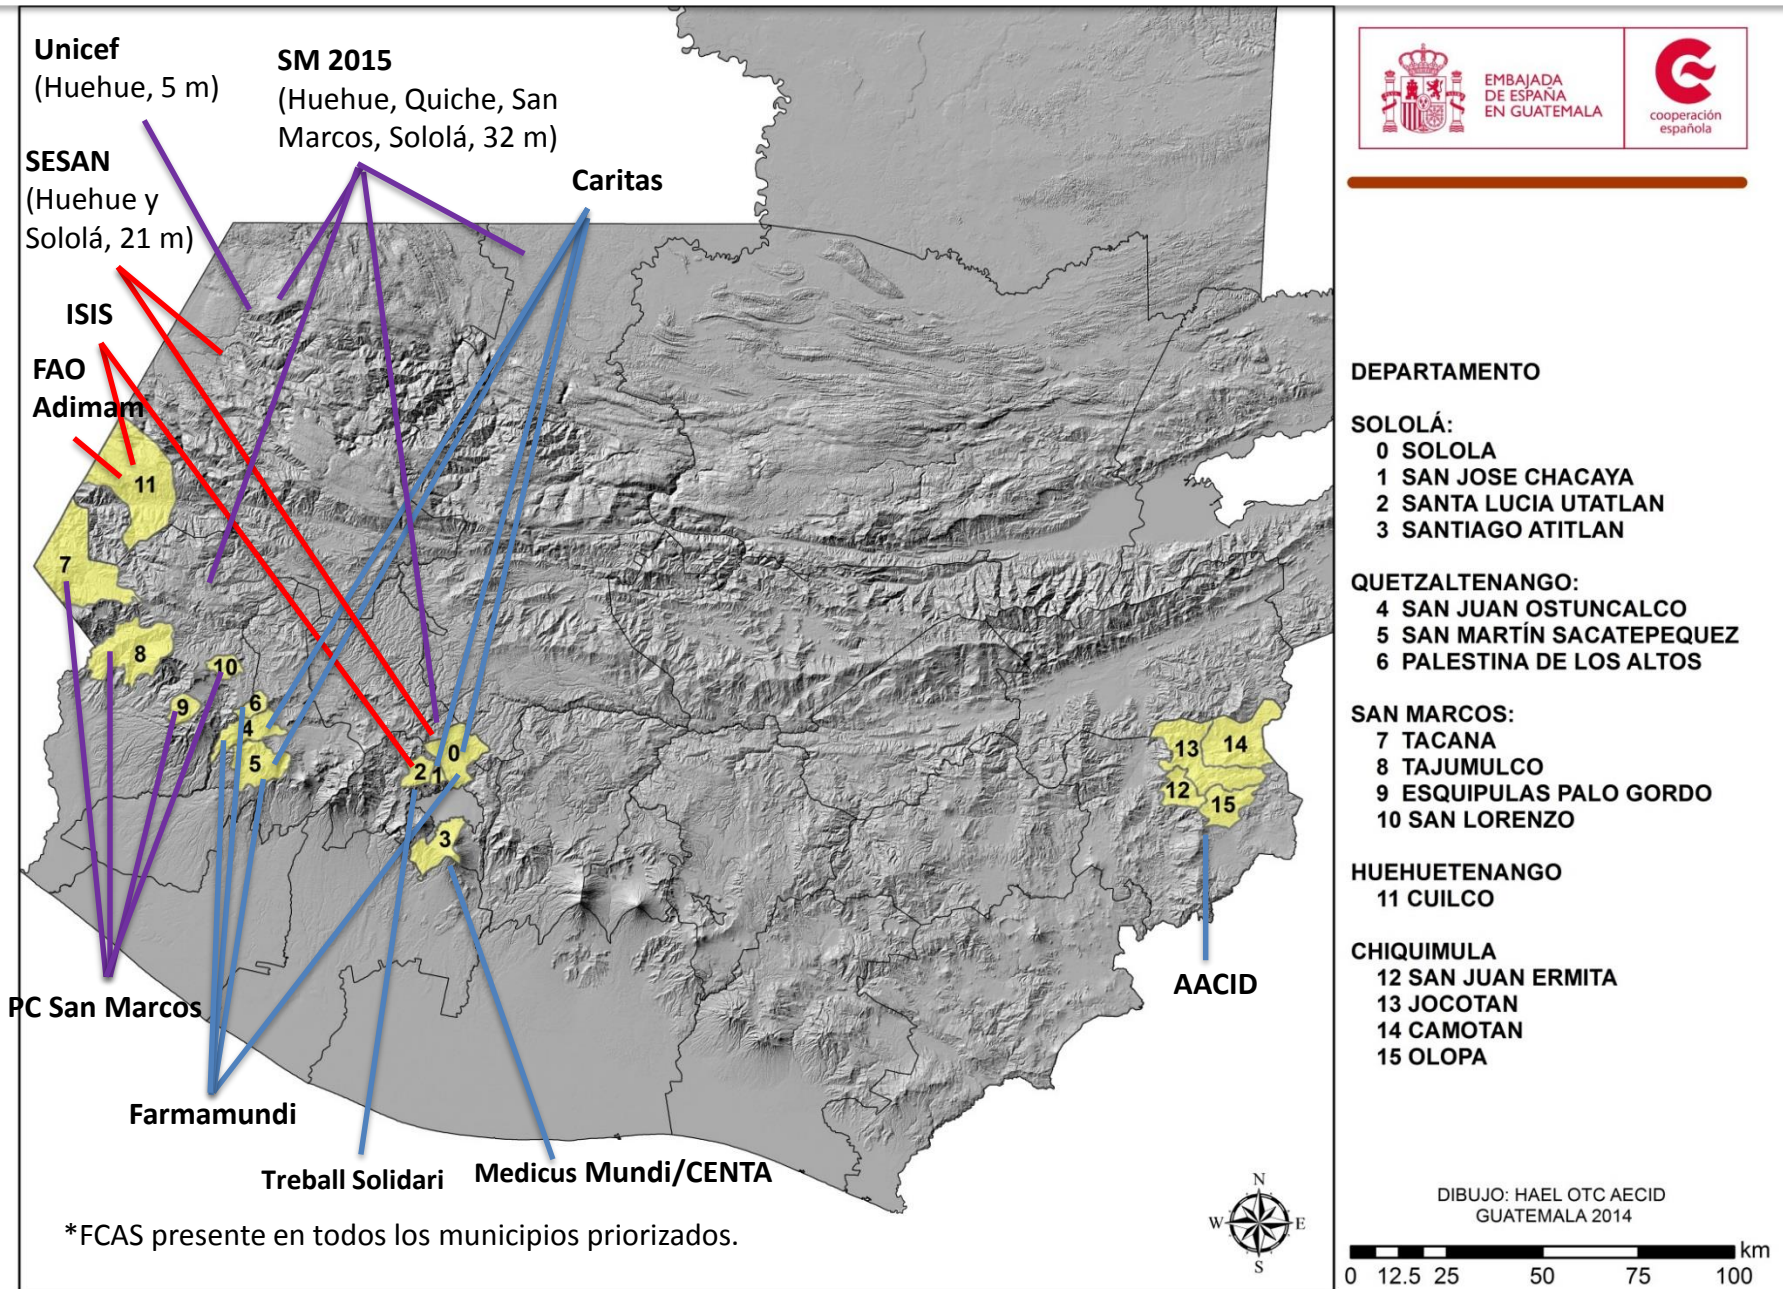 Unicef
(Huehue, 5 m)
SM 2015
(Huehue, Quiche, San
Marcos, Sololá, 32 m)
SESAN
(Huehue y
Sololá, 21 m)
Caritas
ISIS
FAO
Adimam
11
7
8
10
9
6
4
5
0
2
1
3
13
14
12
15
PC San Marcos
AACID
Farmamundi
Treball Solidari
Medicus Mundi/CENTA
*FCAS presente en todos los municipios priorizados.
N
W
E
S
EMBAJADA
DE ESPAÑA
EN GUATEMALA
cooperación
española
DEPARTAMENTO
SOLOLÁ:
0 SOLOLA
1 SAN JOSE CHACAYA
2 SANTA LUCIA UTATLAN
3 SANTIAGO ATITLAN
QUETZALTENANGO:
4 SAN JUAN OSTUNCALCO
5 SAN MARTÍN SACATEPEQUEZ
6 PALESTINA DE LOS ALTOS
SAN MARCOS:
7 TACANA
8 TAJUMULCO
9 ESQUIPULAS PALO GORDO
10 SAN LORENZO
HUEHUETENANGO
11 CUILCO
CHIQUIMULA
12 SAN JUAN ERMITA
13 JOCOTAN
14 CAMOTAN
15 OLOPA
DIBUJO: HAEL OTC AECID
GUATEMALA 2014
km
0 12.5 25 50 75 100